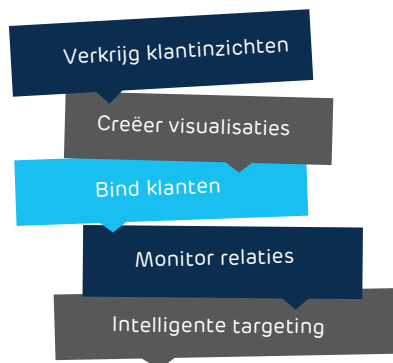 Verkrijg klantinzichten
Creëer visualisaties
Bind klanten
Monitor relaties
Intelligente targeting